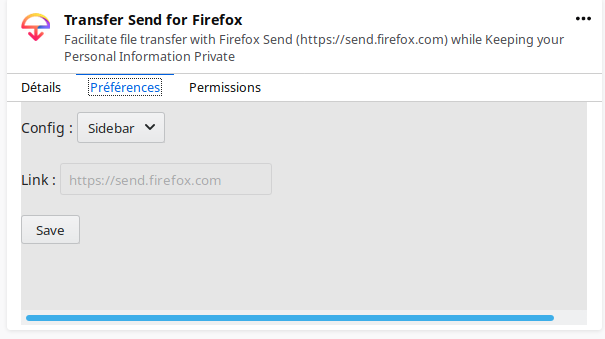 Transfer Send for Firefox
Facilitate file transfer with Firefox Send (https://send.firefox.com) while Keeping your
Personal Information Private
Détails Préférences Permissions
Config : Sidebar
Link : https://send.firefox.com
Save